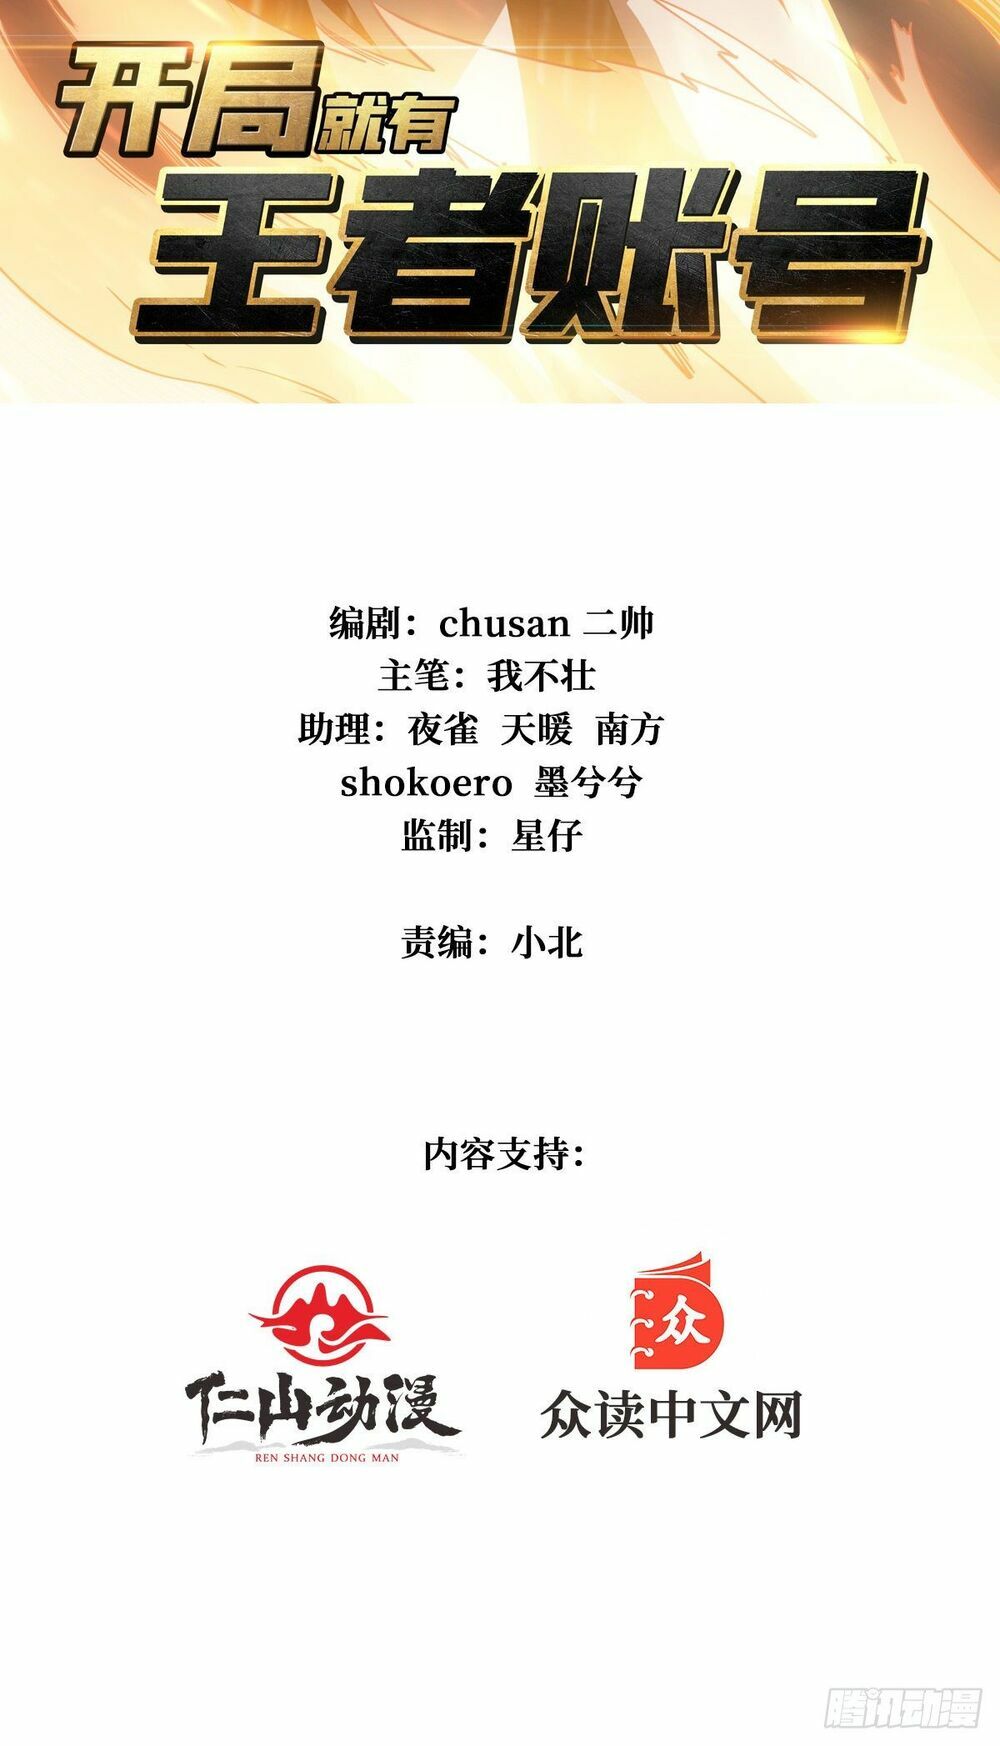 开局就有
王者账号
编剧：chusan 二帅
主笔：我不壮
助理：夜雀 天暖 南方
shokoero 墨兮兮
监制：星仔
责编：小北
内容支持：
众
仁山动漫
REN SHANG DONG MAN
众读中文网
腾讯动漫